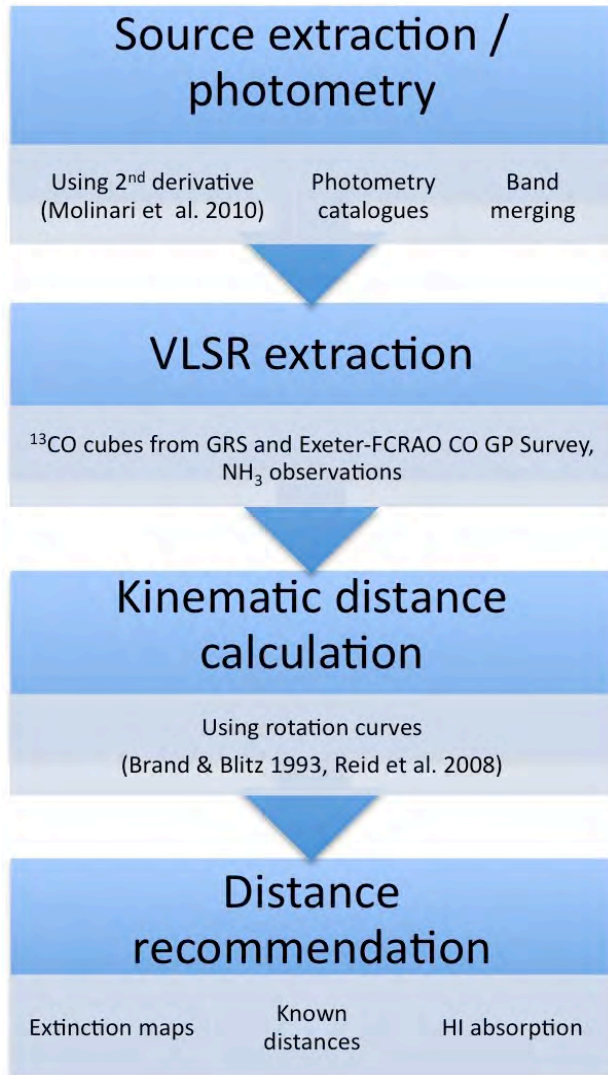 Source extraction /
photometry
Using 2nd derivative
(Molinari et al. 2010)
Photometry
catalogues
Band
merging
VLSR extraction
13CO cubes from GRS and Exeter-FCRAO CO GP Survey,
NH3 observations
Kinematic distance
calculation
Using rotation curves
(Brand & Blitz 1993, Reid et al. 2008)
Distance
recommendation
Extinction maps
Known
distances
HI absorption